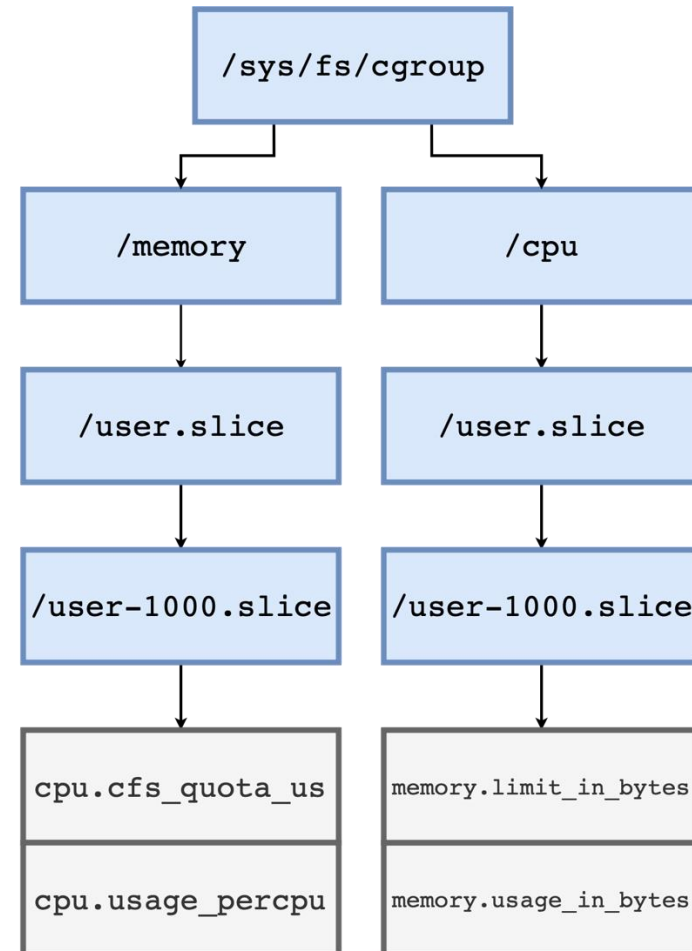 /sys/fs/cgroup
/memory
/cpu
/user.slice
/user.slice
/user-1000.slice
/user-1000.slice
cpu.cfs_quota_us
memory.limit_in_bytes
cpu.usage_percpu
memory.usage_in_bytes